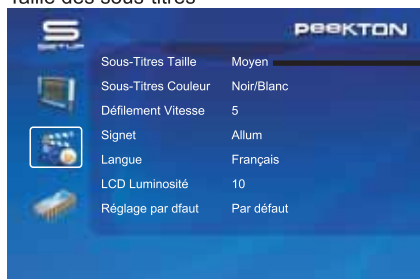 Taille des sous-titres
S
SETUP
PEEKTON
Sous-Titres Taille Moyen
Sous-Titres Couleur Noir/Blanc
Défilement Vitesse 5
Signet Allum
Langue Français
LCD Luminosité 10
Réglage par dfaut Par défaut